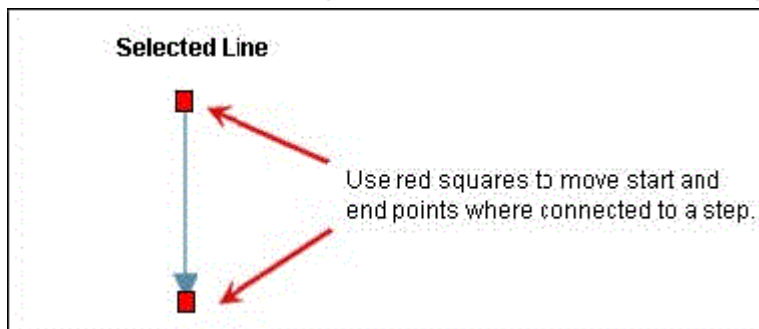 Selected Line
Use red squares to move start and
end points where connected to a step.